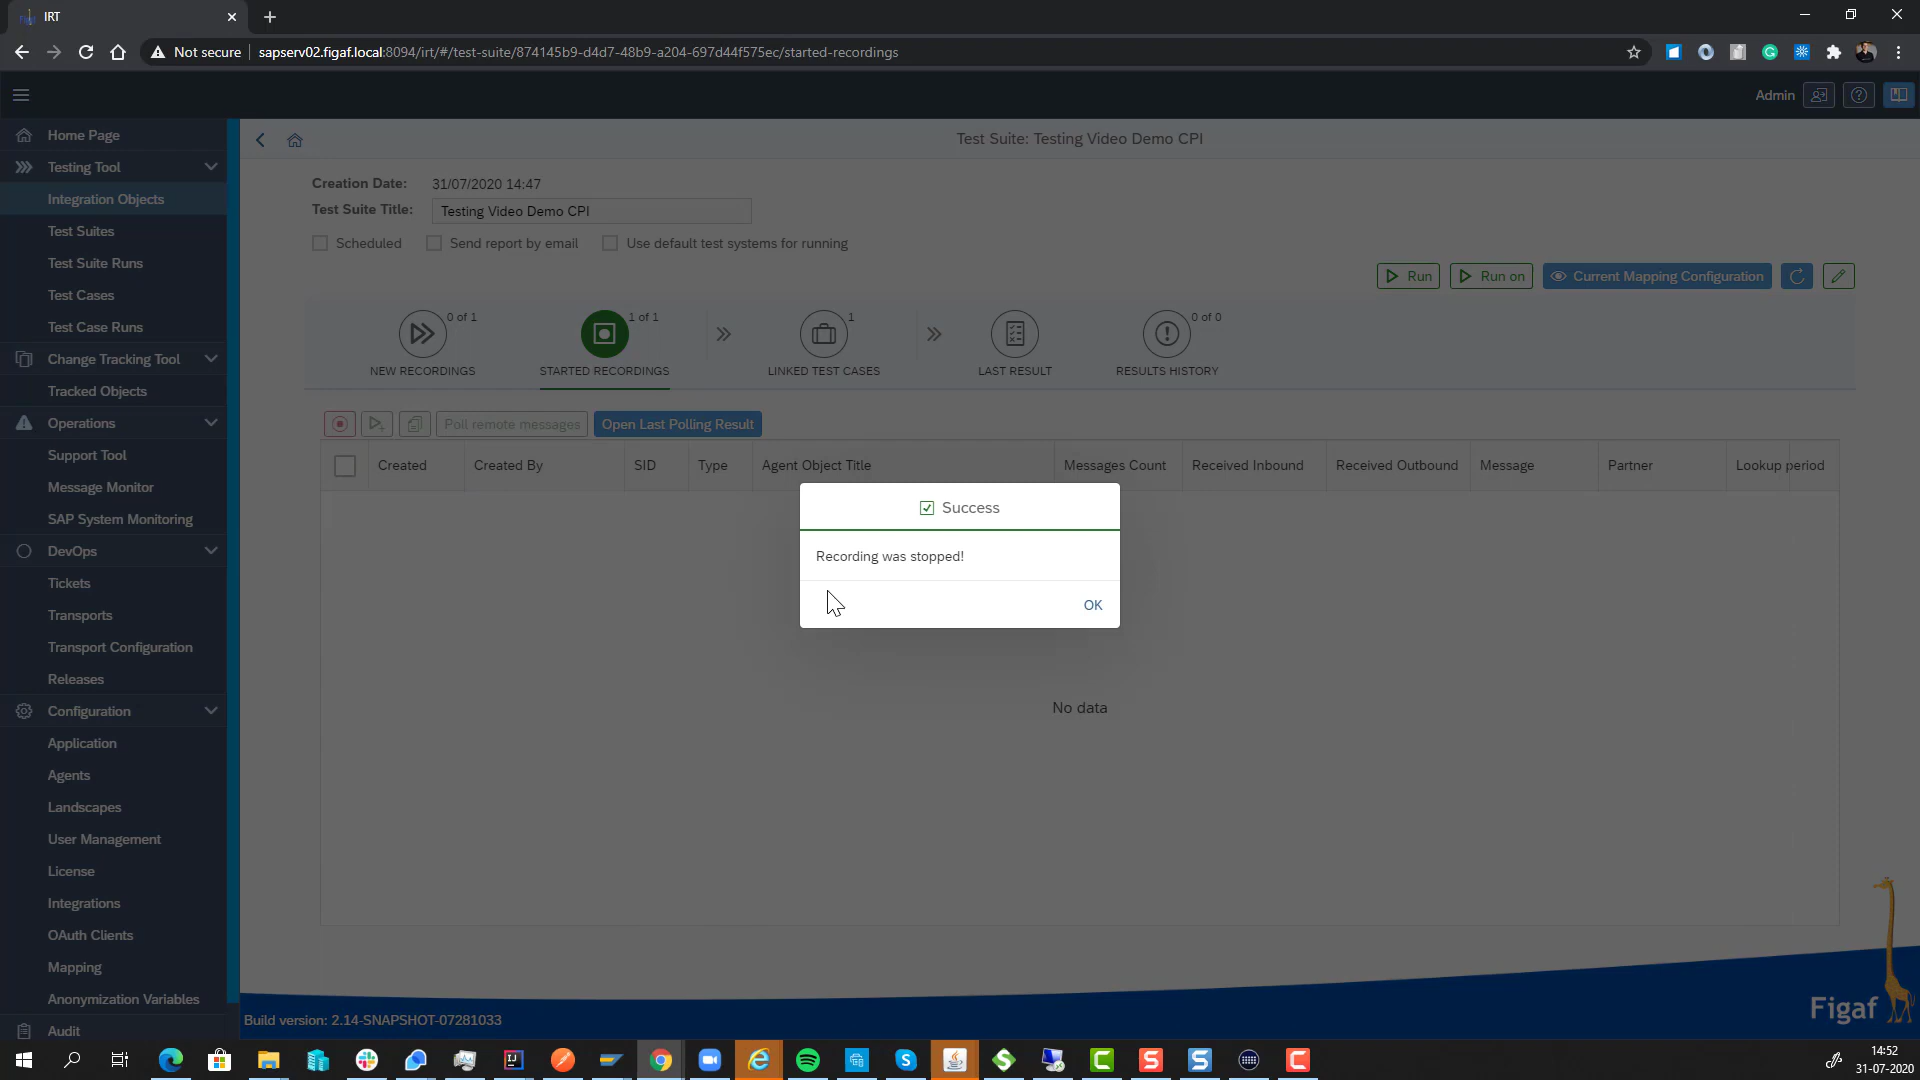 IRT
Not secure
sapserv02.figaf.local:8094/irt/#/test-suite/874145b9-d4d7-48b9-a204-697d44f575ec/started-recordings
Admin
Home Page
Testing Tool
Integration Objects
Test Suites
Test Suite Runs
Test Cases
Test Case Runs
Change Tracking Tool
Tracked Objects
Operations
Support Tool
Message Monitor
SAP System Monitoring
DevOps
Tickets
Transports
Transport Configuration
Releases
Configuration
Application
Agents
Landscapes
User Management
License
Integrations
OAuth Clients
Mapping
Anonymization Variables
Audit
Test Suite: Testing Video Demo CPI
Creation Date: 31/07/2020 14:47
Test Suite Title: Testing Video Demo CPI
Scheduled Send report by email Use default test systems for running
Run Run on Current Mapping Configuration
0 of 1 1 of 1 1 0 of 0
NEW RECORDINGS STARTED RECORDINGS LINKED TEST CASES LAST RESULT RESULTS HISTORY
Poll remote messages Open Last Polling Result
Created Created By SID Type Agent Object Title Messages Count Received Inbound Received Outbound Message Partner Lookup period
Success
Recording was stopped!
OK
No data
Figaf
Build version: 2.14-SNAPSHOT-07281033
14:52
31-07-2020